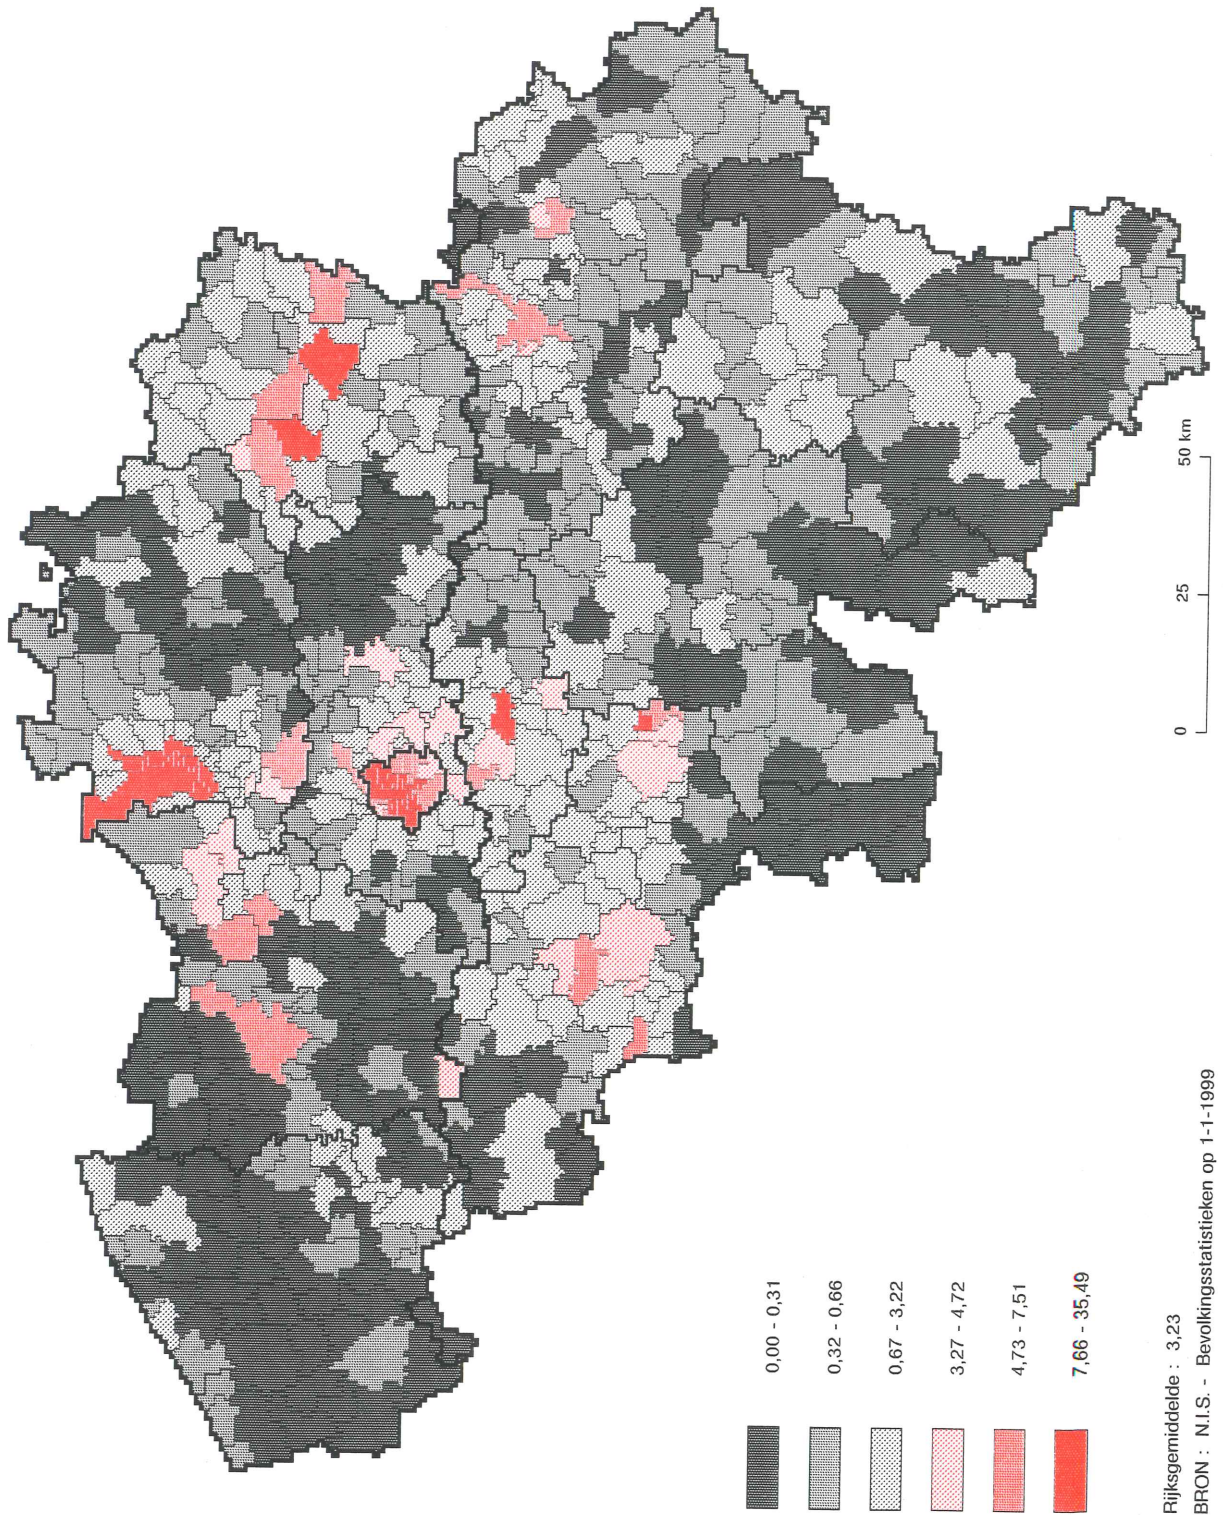 0,00 - 0,31
0,32 - 0,66
0,67 - 3,22
3,27 - 4,72
4,73 - 7,51
7,66 - 35,49
0
25
50 km
Rijksgemiddelde : 3,23
BRON : N.I.S. - Bevolkingsstatistieken op 1-1-1999